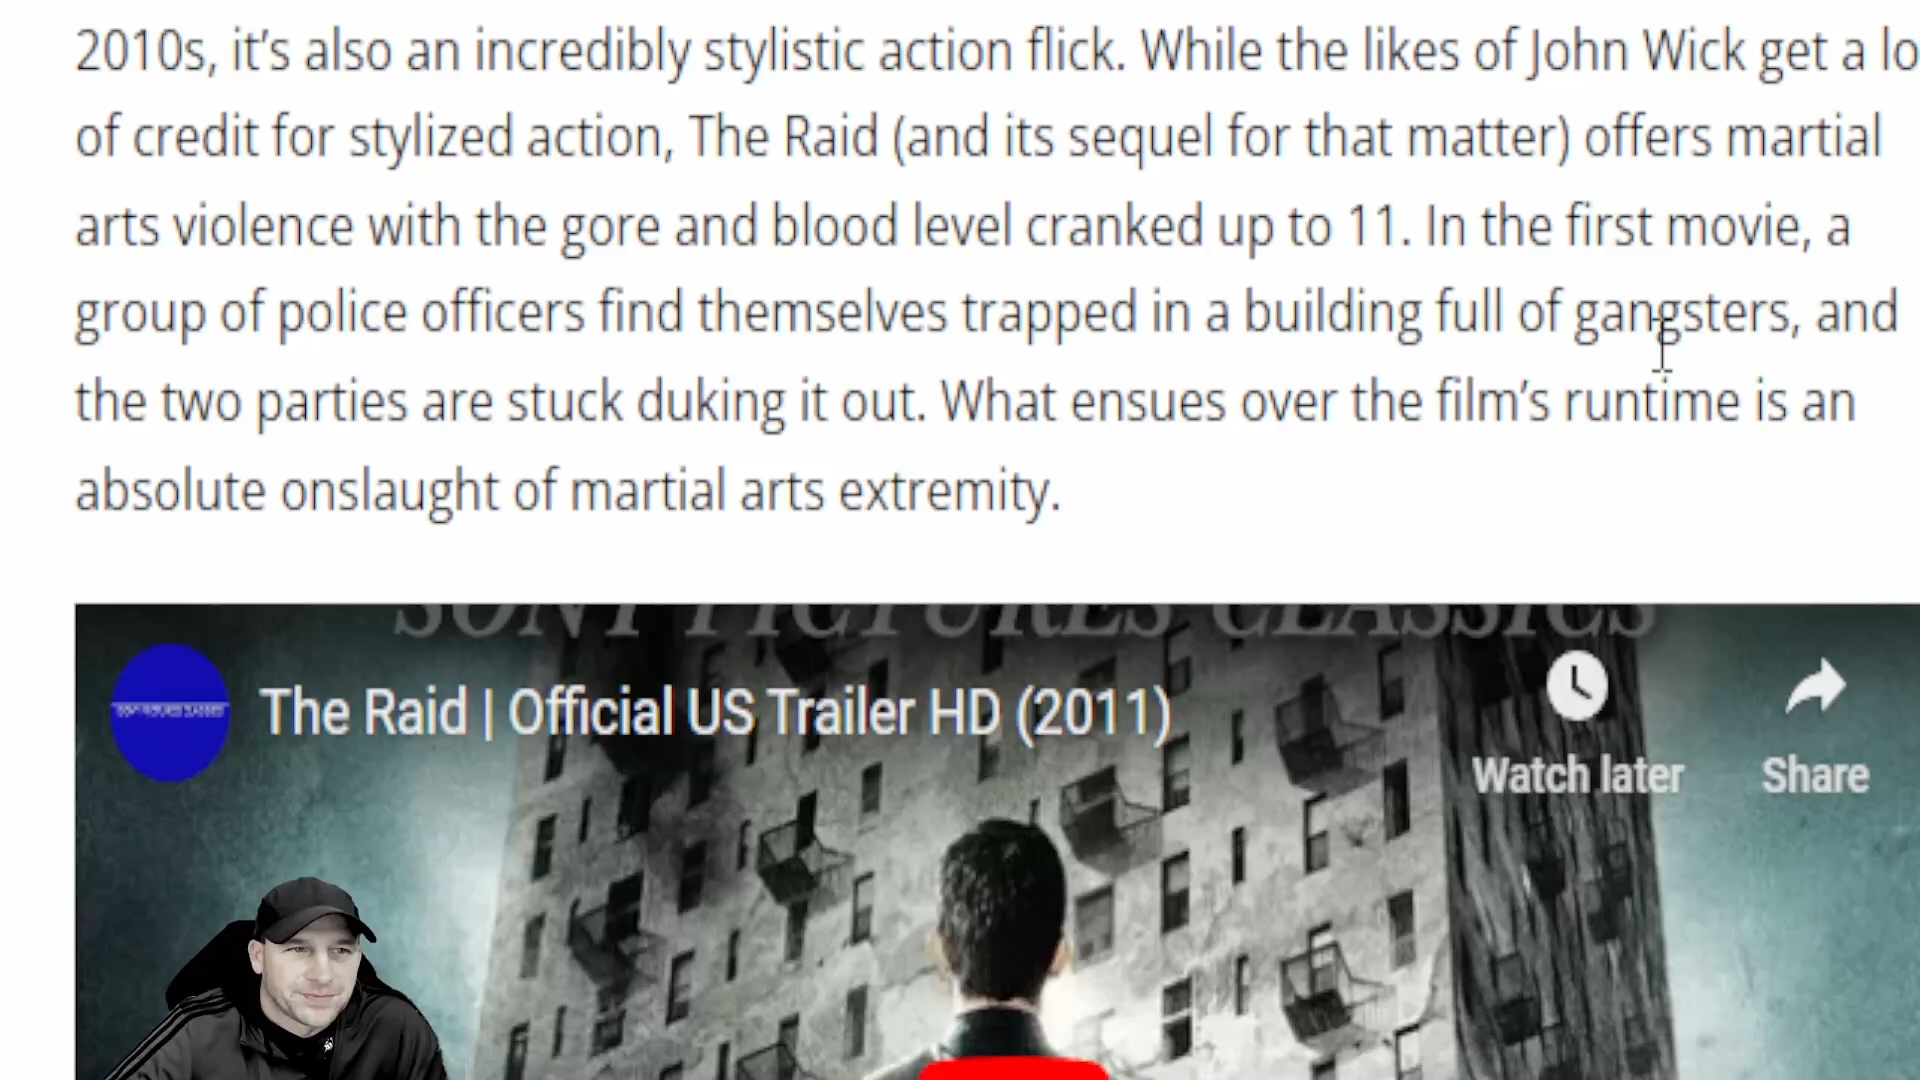 2010s, it's also an incredibly stylistic action flick. While the likes of John Wick get a lo
of credit for stylized action, The Raid (and its sequel for that matter) offers martial
arts violence with the gore and blood level cranked up to 11. In the first movie, a
group of police officers find themselves trapped in a building full of gangsters, and
the two parties are stuck duking it out. What ensues over the film's runtime is an
absolute onslaught of martial arts extremity.
SONY PICTURES CLASSICS
The Raid | Official US Trailer HD (2011)
Watch later
Share